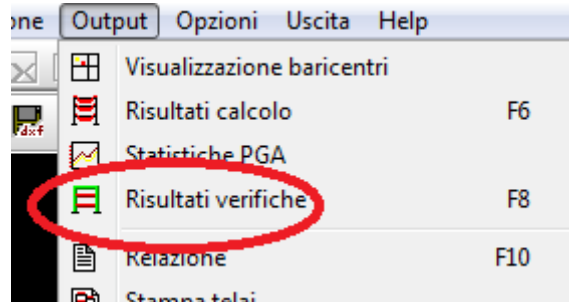 one Output Opzioni Uscita Help
Visualizzazione baricentri
Risultati calcolo F6
dxf
Statistiche PGA
Risultati verifiche F8
Relazione F10
Stampa telai